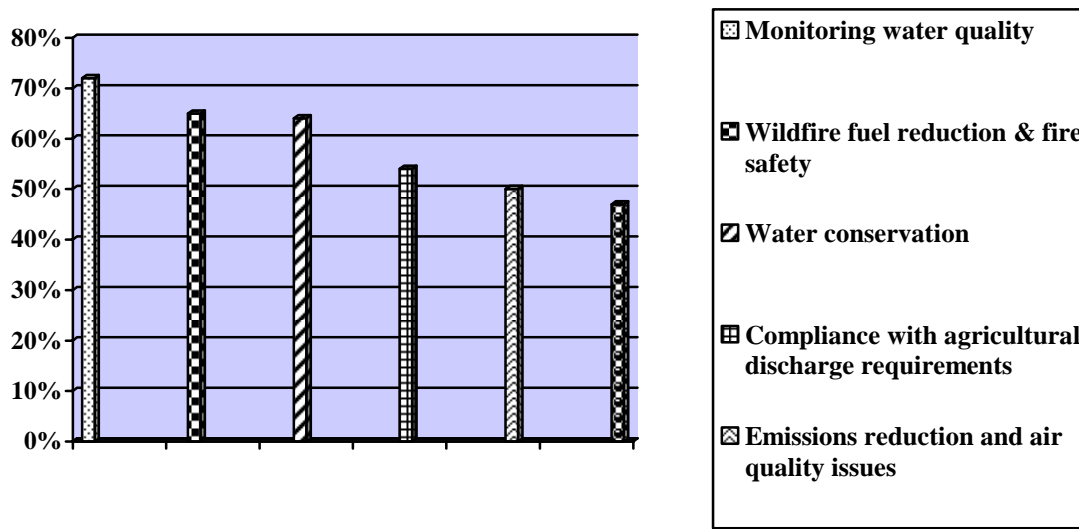 80%
70%
60%
50%
40%
30%
20%
10%
0%
Monitoring water quality
Wildfire fuel reduction & fire
safety
Water conservation
Compliance with agricultural
discharge requirements
Emissions reduction and air
quality issues